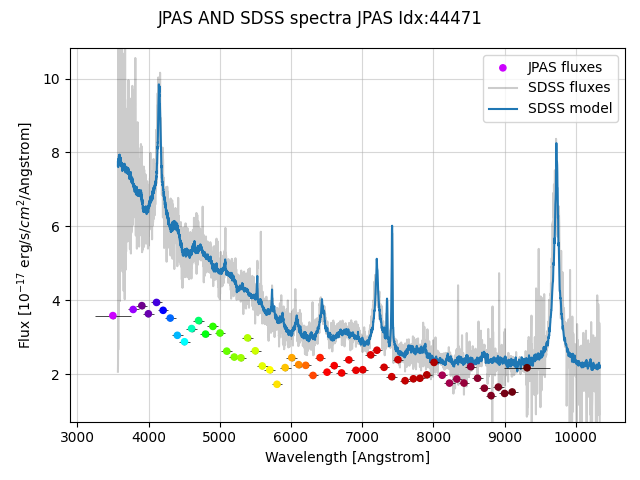 JPAS AND SDSS spectra JPAS Idx:44471
JPAS fluxes
SDSS fluxes
SDSS model
Flux [10⁻¹⁷ erg/s/cm²/Angstrom]
10
8
6
4
2
3000 4000 5000 6000 7000 8000 9000 10000
Wavelength [Angstrom]